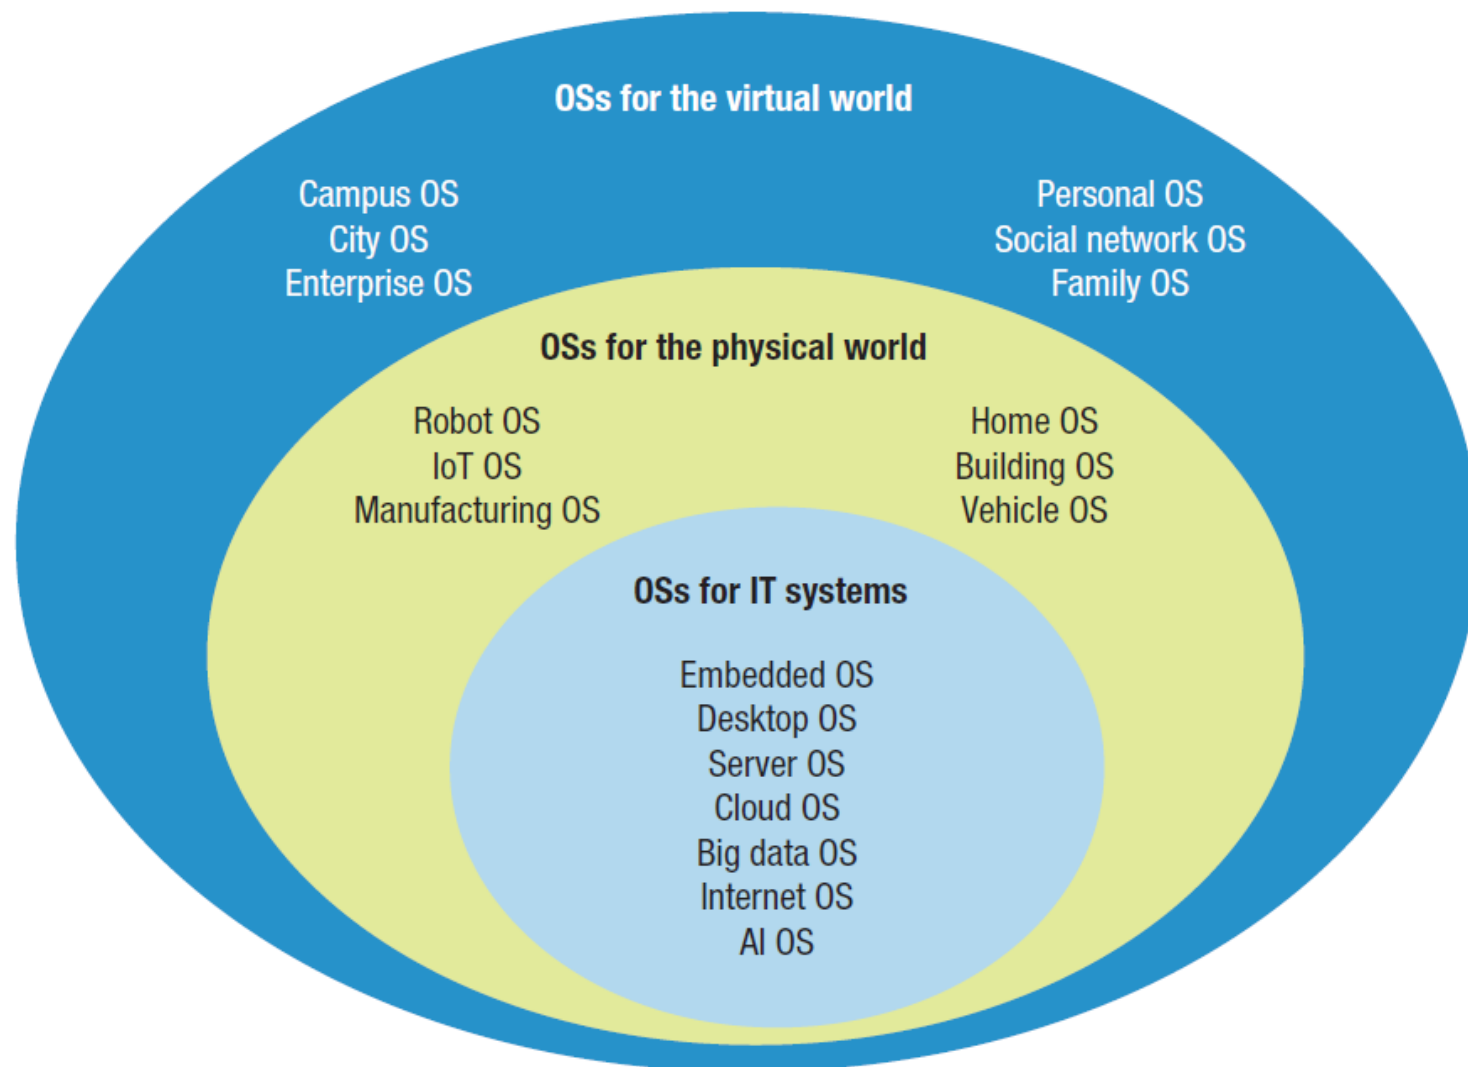 OSs for the virtual world
Campus OS
City OS
Enterprise OS
Personal OS
Social network OS
Family OS
OSs for the physical world
Robot OS
IoT OS
Manufacturing OS
Home OS
Building OS
Vehicle OS
OSs for IT systems
Embedded OS
Desktop OS
Server OS
Cloud OS
Big data OS
Internet OS
AI OS